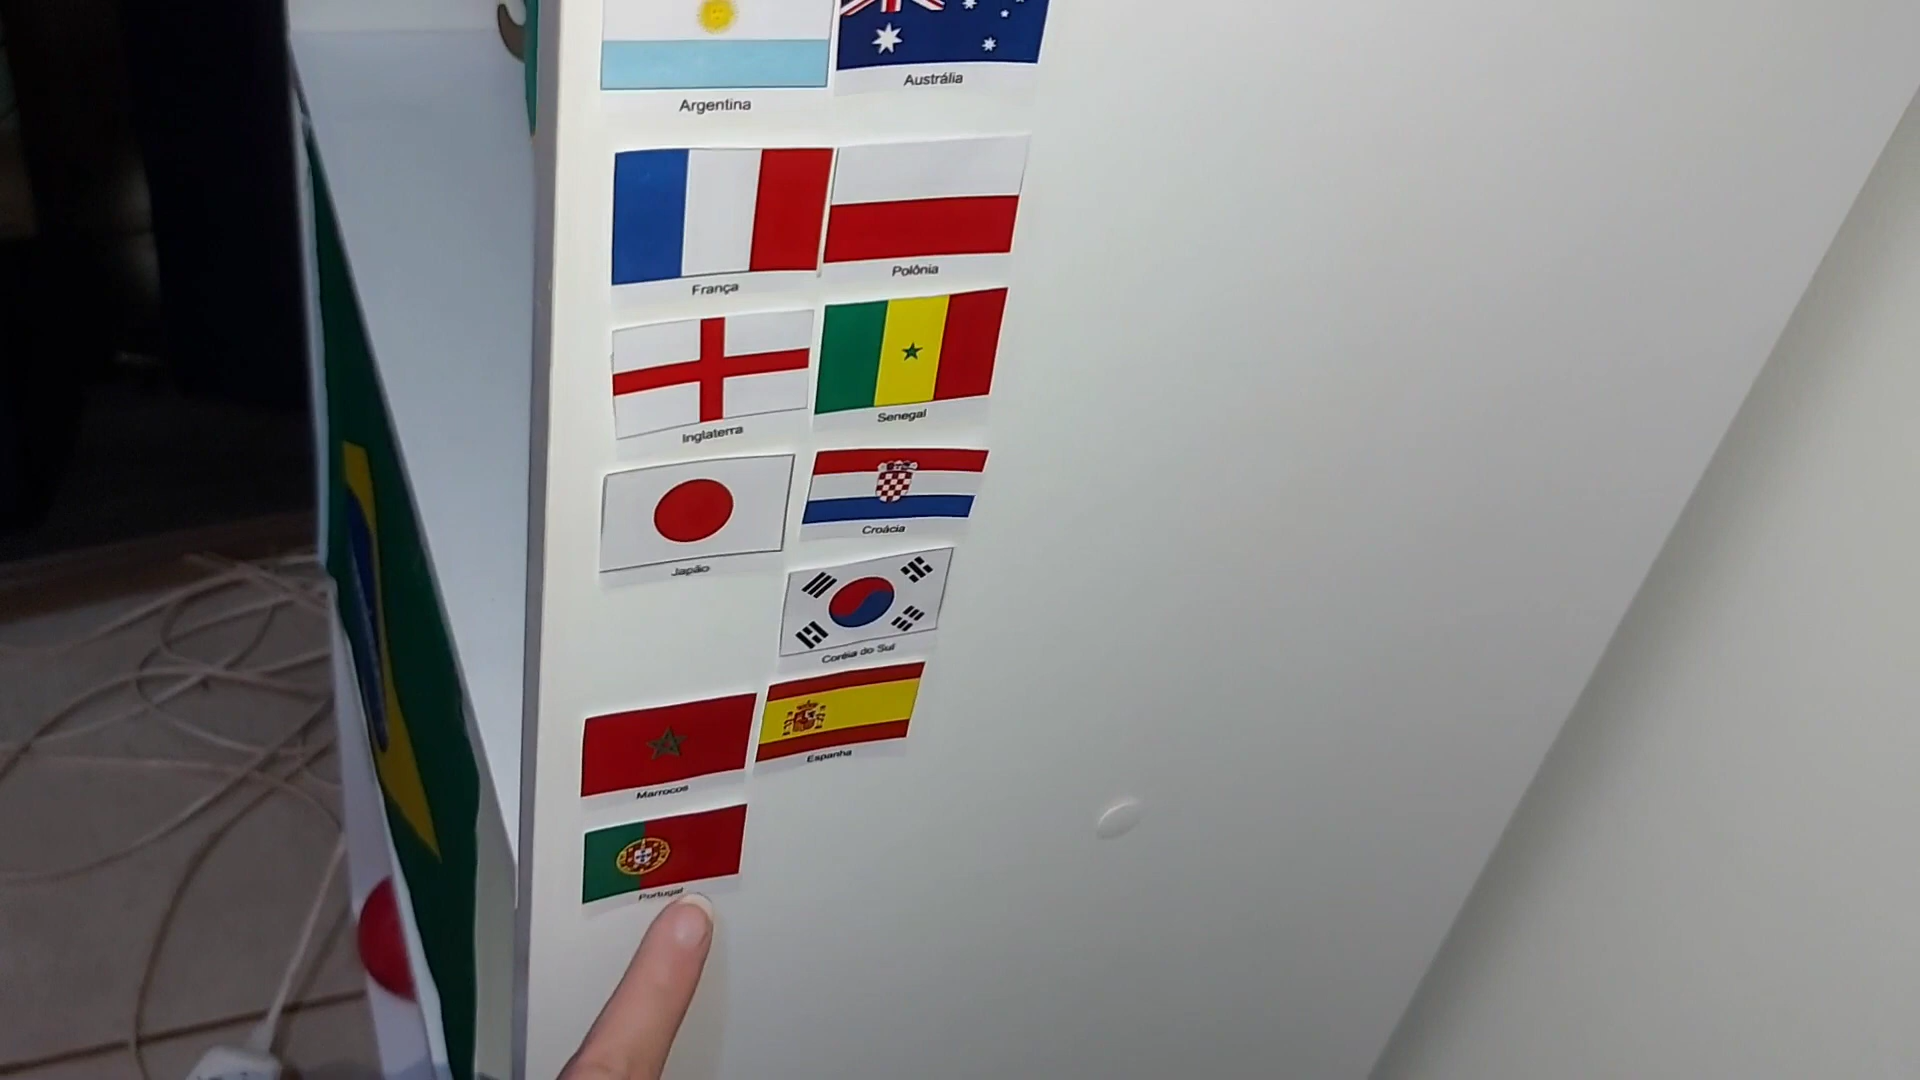 Argentina
Austrália
França
Polônia
Inglaterra
Senegal
Japão
Croácia
Coréia do Sul
Marrocos
Espanha
Portugal